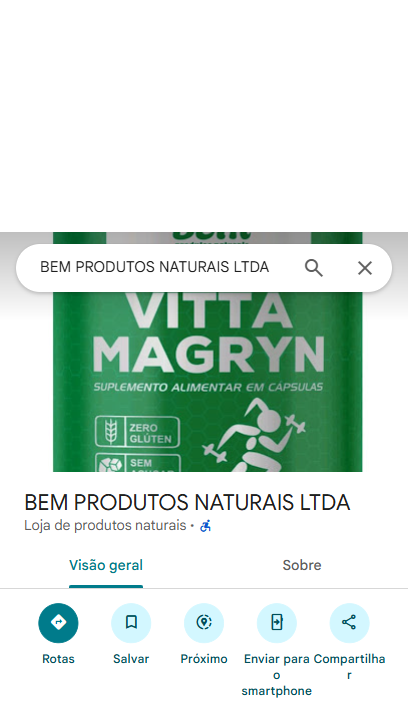 BEM PRODUTOS NATURAIS LTDA
VITTA
MAGRYN
SUPLEMENTO ALIMENTAR EM CÁPSULAS
ZERO
GLÚTEN
SEM
BEM PRODUTOS NATURAIS LTDA
Loja de produtos naturais •
Visão geral
Sobre
Rotas
Salvar
Próximo
Enviar para
o
smartphone
Compartilha
r